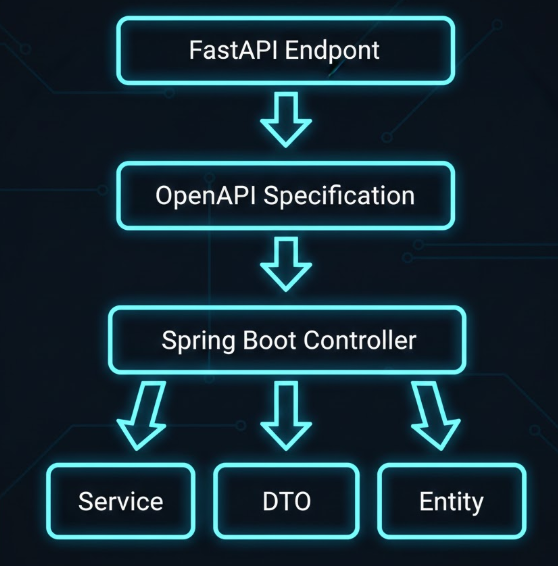 FastAPI Endpont
OpenAPI Specification
Spring Boot Controller
Service
DTO
Entity